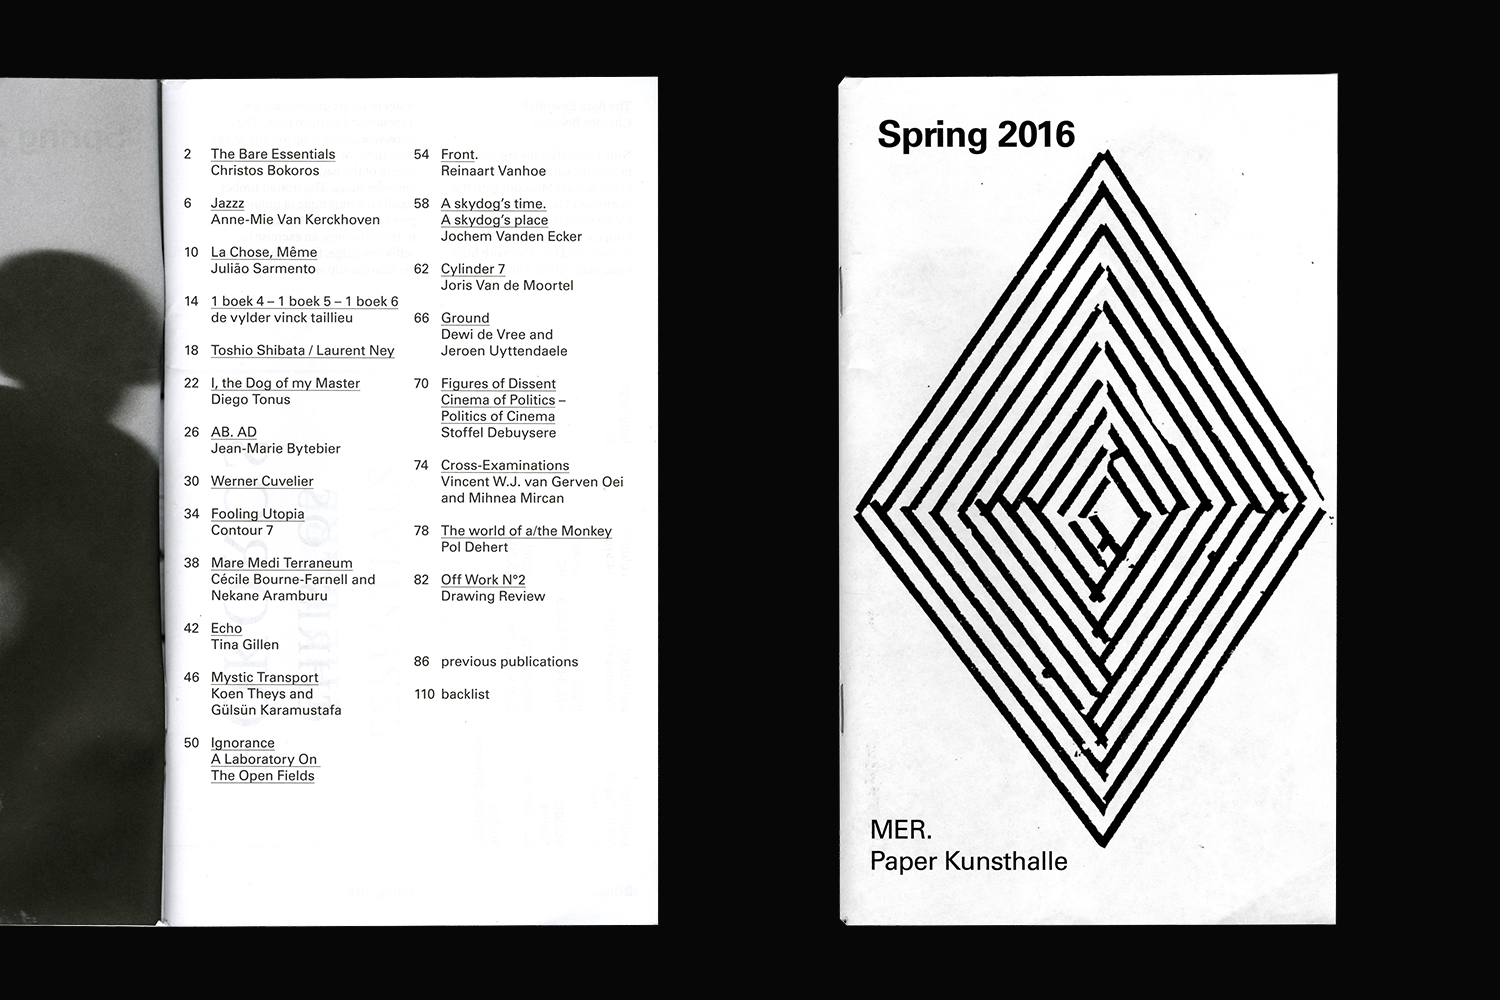 2 The Bare Essentials
Christos Bokoros
6 Jazzz
Anne-Mie Van Kerckhoven
10 La Chose, Même
Julião Sarmento
14 1 boek 4 – 1 boek 5 – 1 boek 6
de vylder vinck taillieu
18 Toshio Shibata / Laurent Ney
22 I, the Dog of my Master
Diego Tonus
26 AB. AD
Jean-Marie Bytebier
30 Werner Cuvelier
34 Fooling Utopia
Contour 7
38 Mare Medi Terraneum
Cécile Bourne-Farnell and
Nekane Aramburu
42 Echo
Tina Gillen
46 Mystic Transport
Koen Theys and
Gülsün Karamustafa
50 Ignorance
A Laboratory On
The Open Fields
54 Front.
Reinaart Vanhoe
58 A skydog's time.
A skydog's place
Jochem Vanden Ecker
62 Cylinder 7
Joris Van de Moortel
66 Ground
Dewi de Vree and
Jeroen Uyttendaele
70 Figures of Dissent
Cinema of Politics –
Politics of Cinema
Stoffel Debuysere
74 Cross-Examinations
Vincent W.J. van Gerven Oei
and Mihnea Mircan
78 The world of a/the Monkey
Pol Dehert
82 Off Work N°2
Drawing Review
86 previous publications
110 backlist
Spring 2016
MER.
Paper Kunsthalle